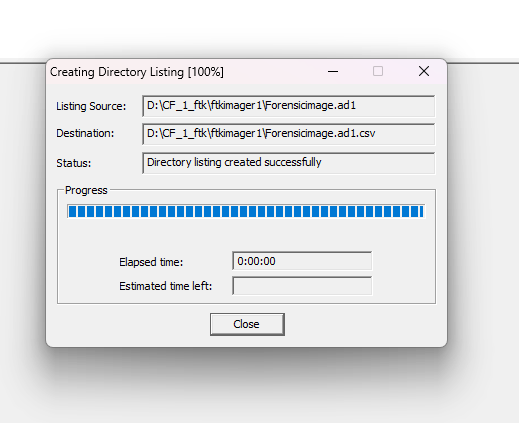 Creating Directory Listing [100%]
Listing Source: D:\CF_1_ftk\ftkimager1\Forensicimage.ad1
Destination: D:\CF_1_ftk\ftkimager1\Forensicimage.ad1.csv
Status: Directory listing created successfully
Progress
Elapsed time: 0:00:00
Estimated time left:
Close